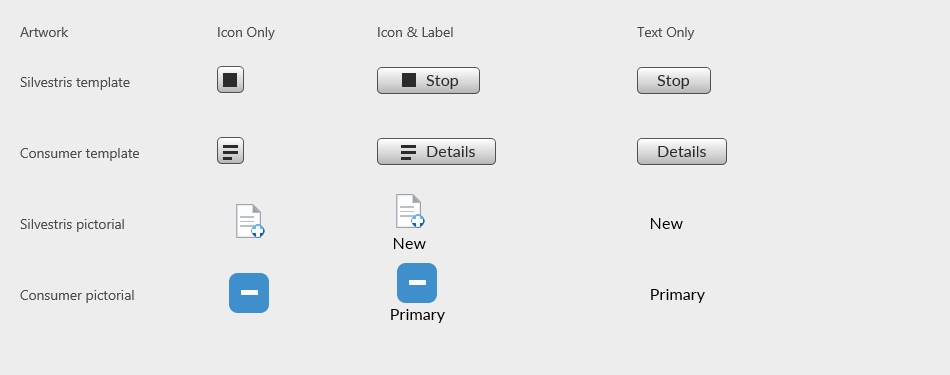 Artwork Icon Only Icon & Label Text Only
Silvestris template Stop Stop
Consumer template Details Details
Silvestris pictorial New New
Consumer pictorial Primary Primary